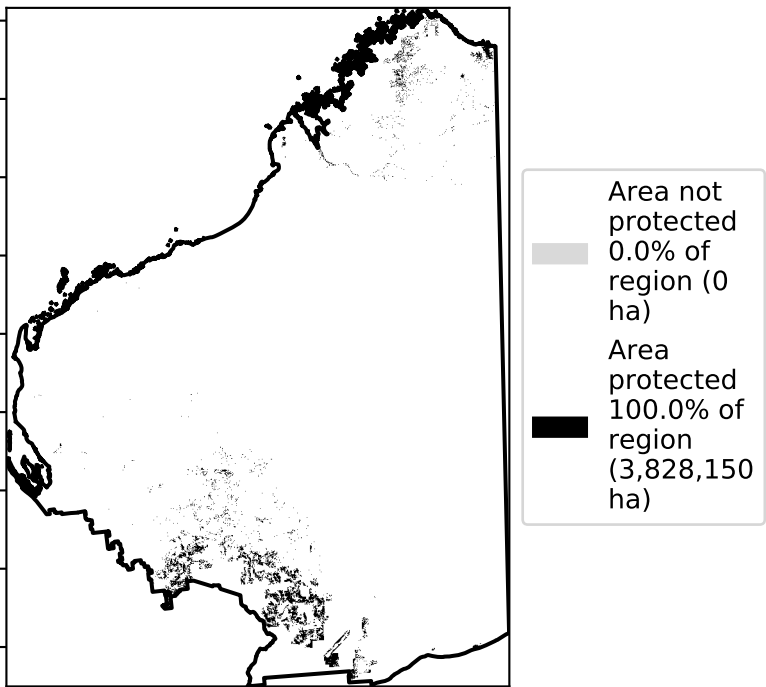 Area not
protected
0.0% of
region (0
ha)
Area
protected
100.0% of
region
(3,828,150
ha)